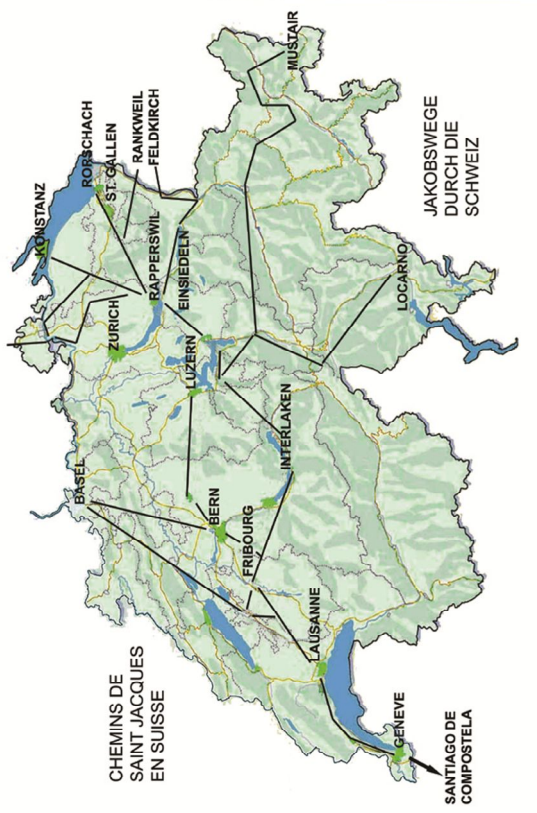 CHEMINS DE
SAINT JACQUES
EN SUISSE
JAKOBSWEGE
DURCH DIE
SCHWEIZ
BASEL
KONSTANZ
RORSCHACH
ST. GALLEN
RANKWEIL
FELDKIRCH
ZURICH
RAPPERSWIL
EINSIEDELN
LUZERN
BERN
FRIBOURG
INTERLAKEN
LAUSANNE
GENEVE
LOCARNO
MUSTAIR
SANTIAGO DE
COMPOSTELA